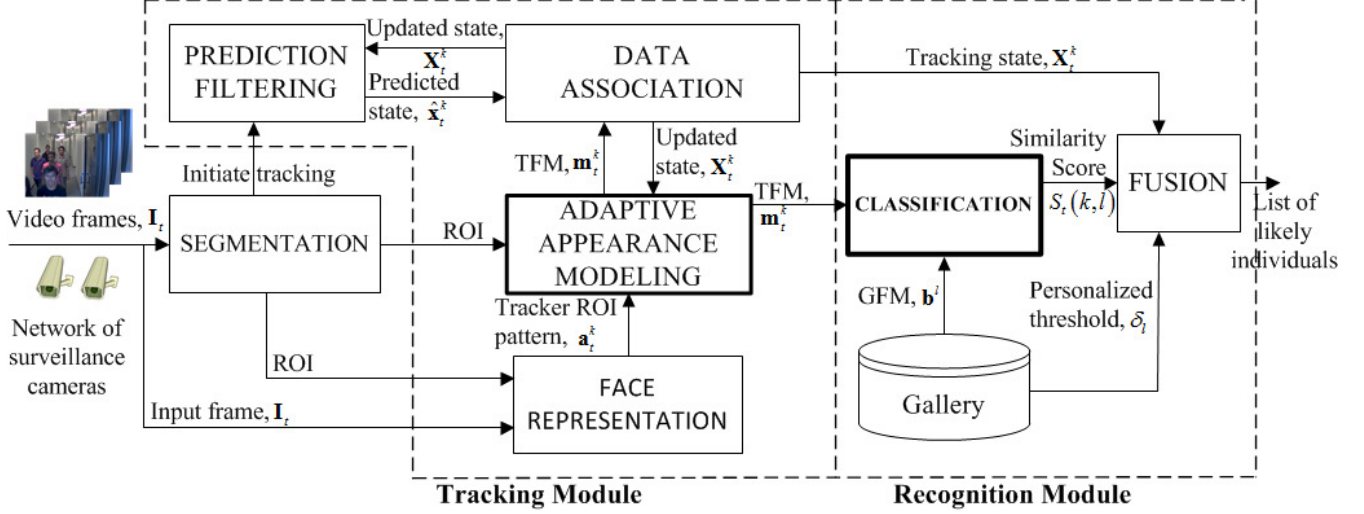 PREDICTION
FILTERING
Updated state,
X_t^k
Predicted
state, x̂_t^k
DATA
ASSOCIATION
Tracking state, X_t^k
Initiate tracking
TFM, m_t^k
Updated
state, X_t^k
Video frames, I_t
SEGMENTATION
ROI
ADAPTIVE
APPEARANCE
MODELING
TFM,
m_t^k
CLASSIFICATION
Similarity
Score
S_t(k,l)
FUSION
List of
likely
individuals
Network of
surveillance
cameras
ROI
Tracker ROI
pattern, a_t^k
GFM, b^l
Personalized
threshold, δ_l
Input frame, I_t
FACE
REPRESENTATION
Gallery
Tracking Module
Recognition Module